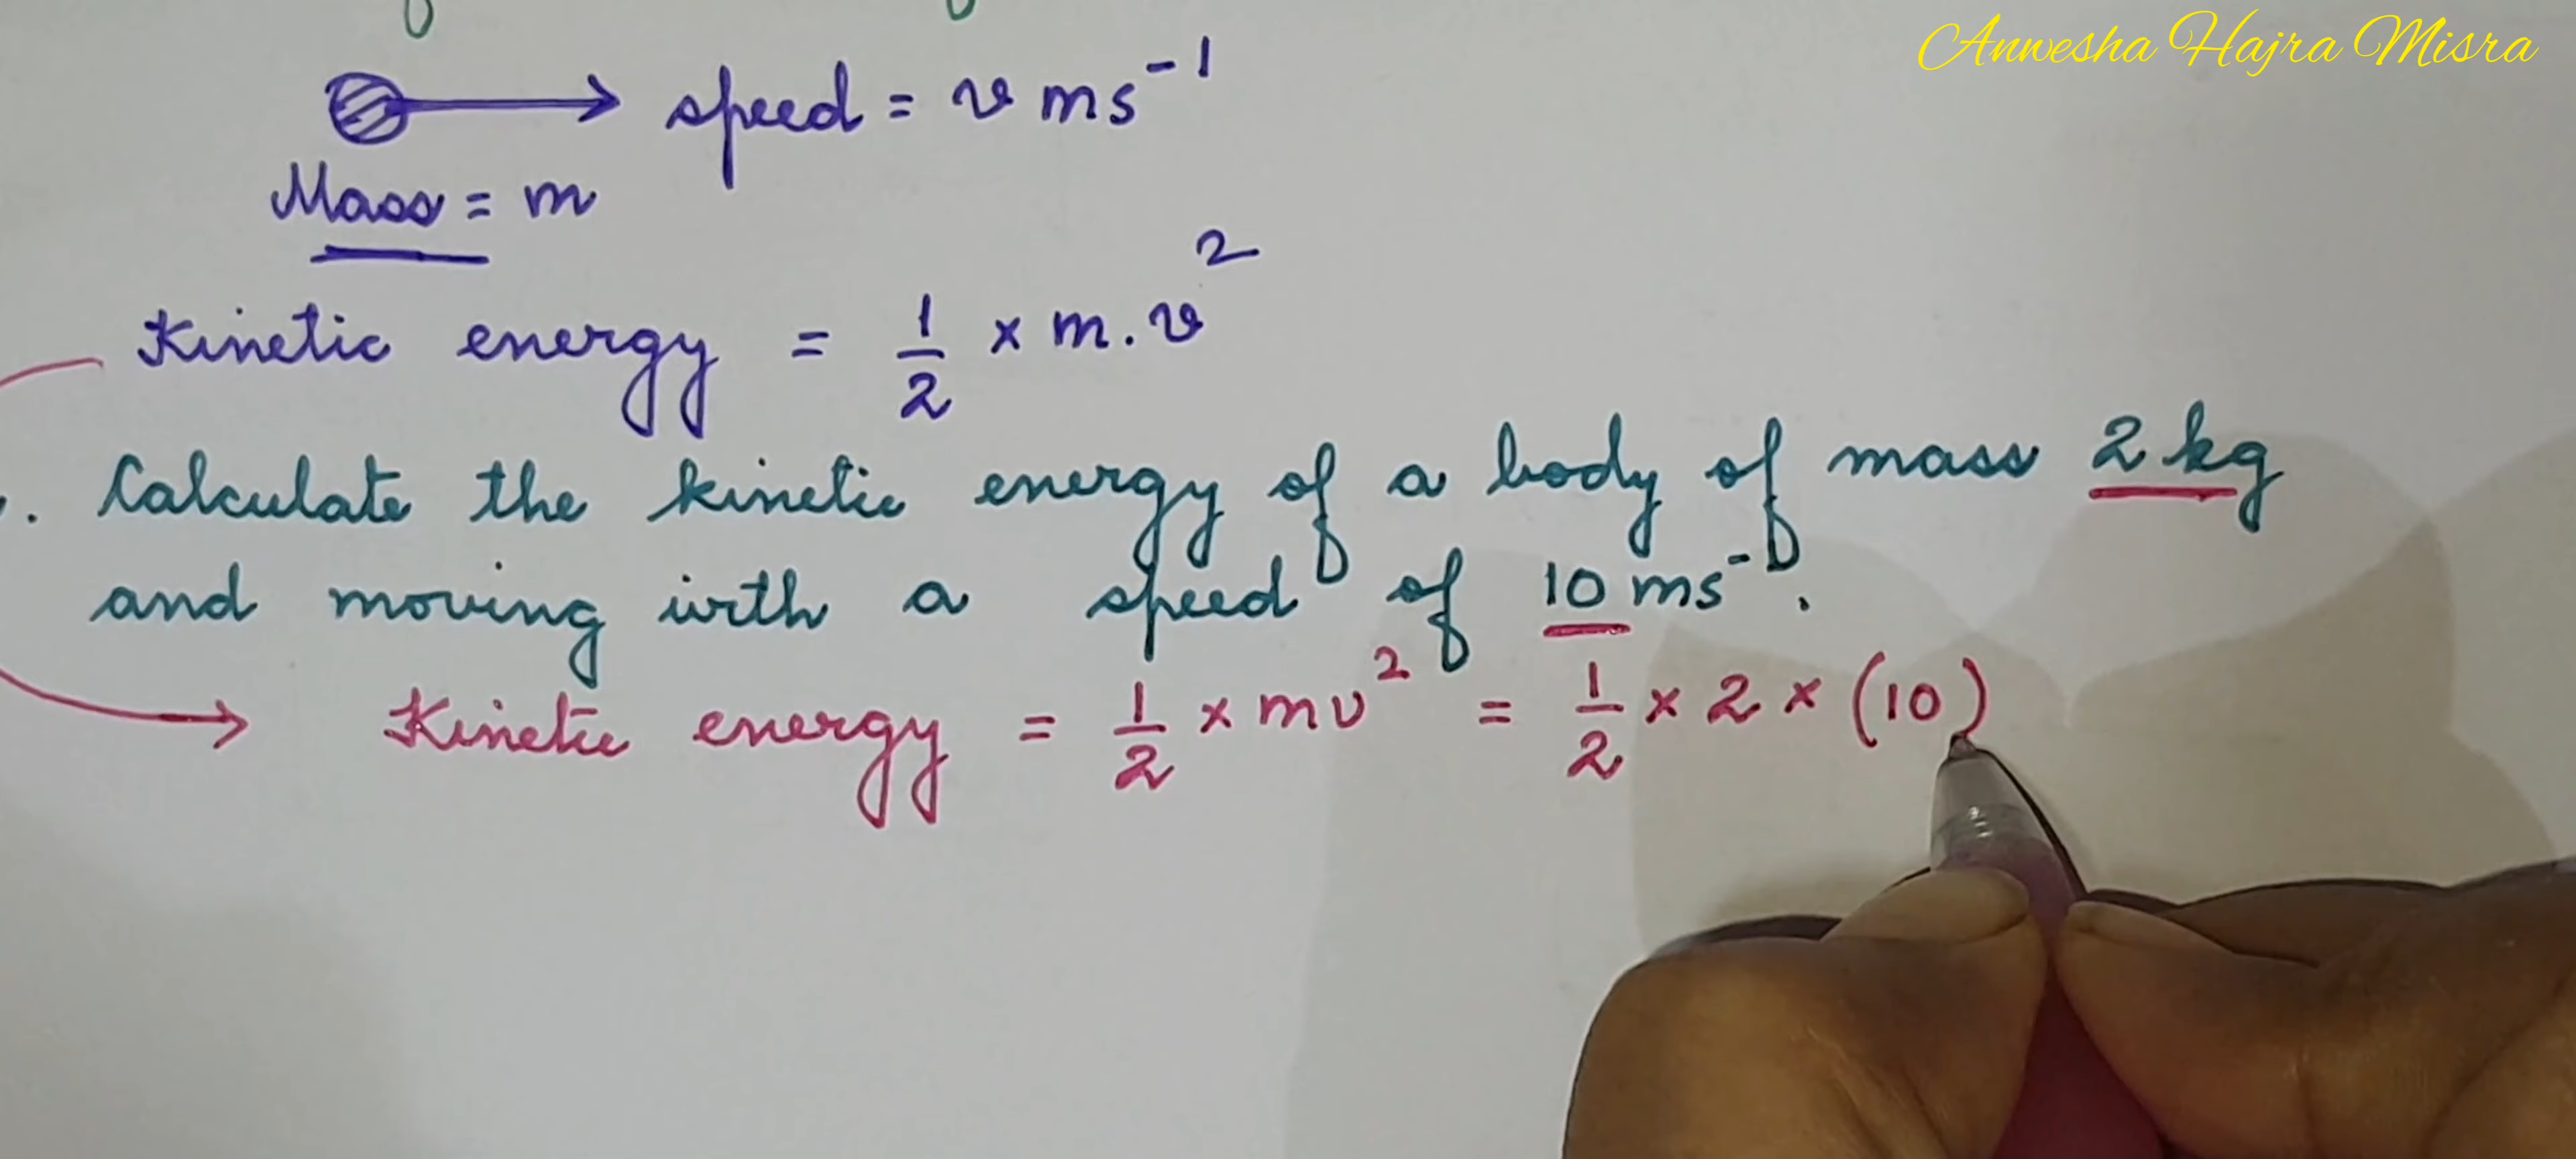 Anwesha Hajra Misra
speed = v ms⁻¹
Mass = m
Kinetic energy = 1/2 × m.v²
. Calculate the kinetic energy of a body of mass 2 kg
and moving with a speed of 10 ms⁻¹.
Kinetic energy = 1/2 × mv² = 1/2 × 2 × (10)